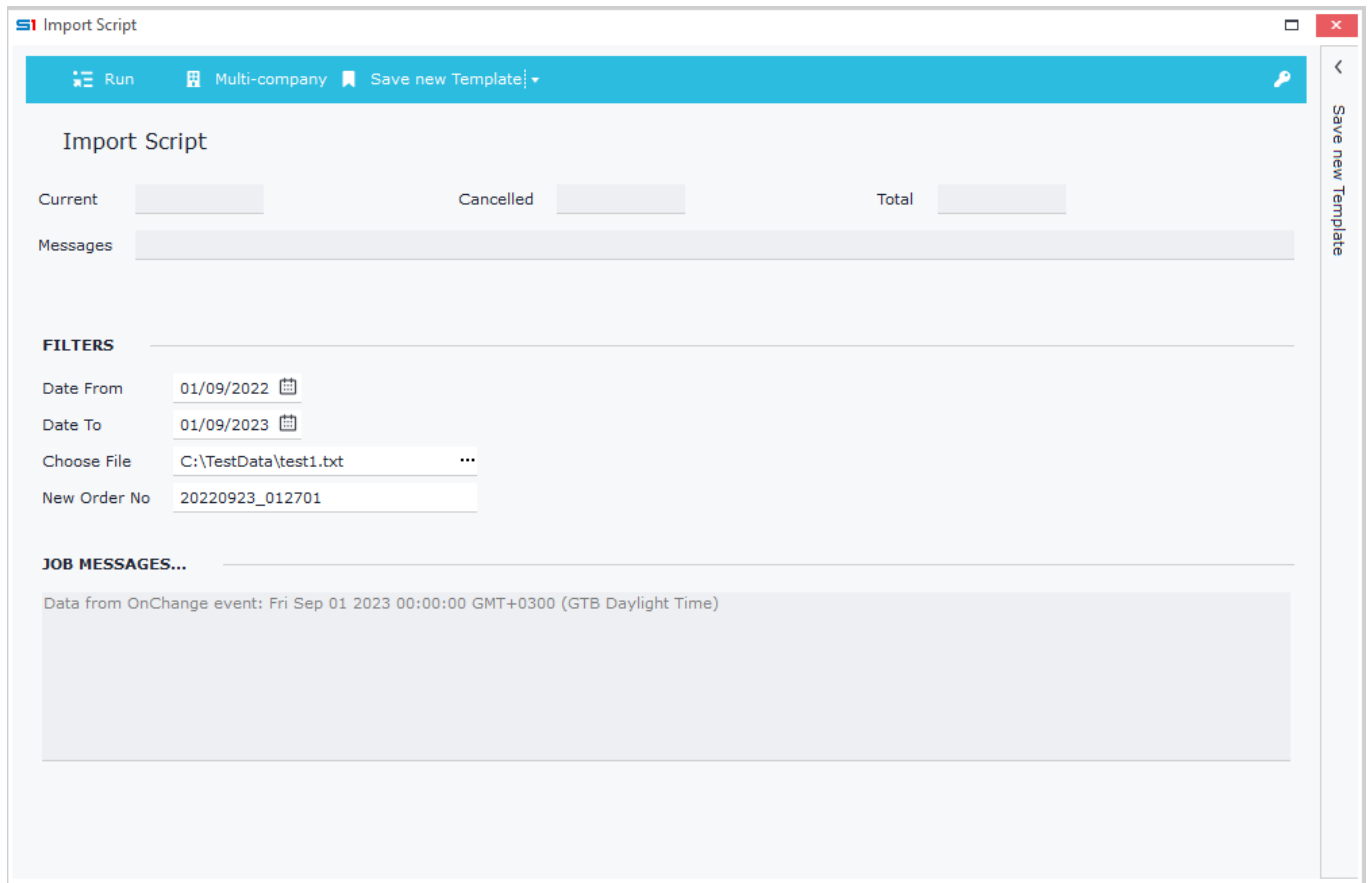 S1 Import Script
Run Multi-company Save new Template
Save new Template
Import Script
Current Cancelled Total
Messages
FILTERS
Date From 01/09/2022
Date To 01/09/2023
Choose File C:\TestData\test1.txt ...
New Order No 20220923_012701
JOB MESSAGES...
Data from OnChange event: Fri Sep 01 2023 00:00:00 GMT+0300 (GTB Daylight Time)